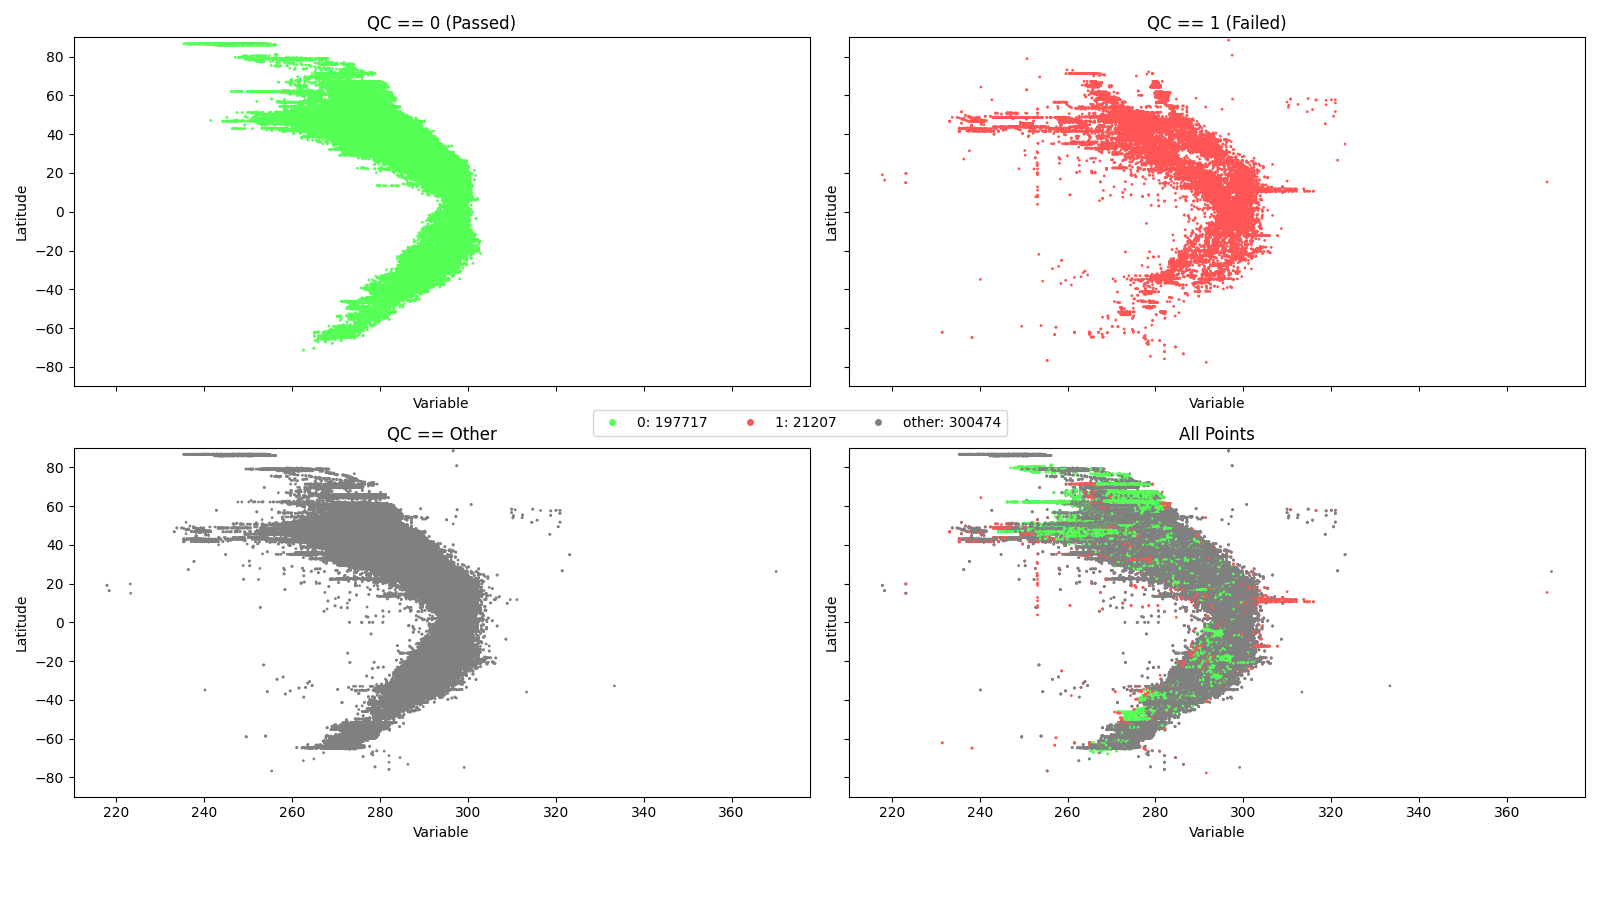 QC == 0 (Passed)
QC == 1 (Failed)
80
60
40
20
0
−20
−40
−60
−80
Latitude
Latitude
Variable
Variable
0: 197717
1: 21207
other: 300474
QC == Other
All Points
80
60
40
20
0
−20
−40
−60
−80
Latitude
Latitude
220
240
260
280
300
320
340
360
220
240
260
280
300
320
340
360
Variable
Variable